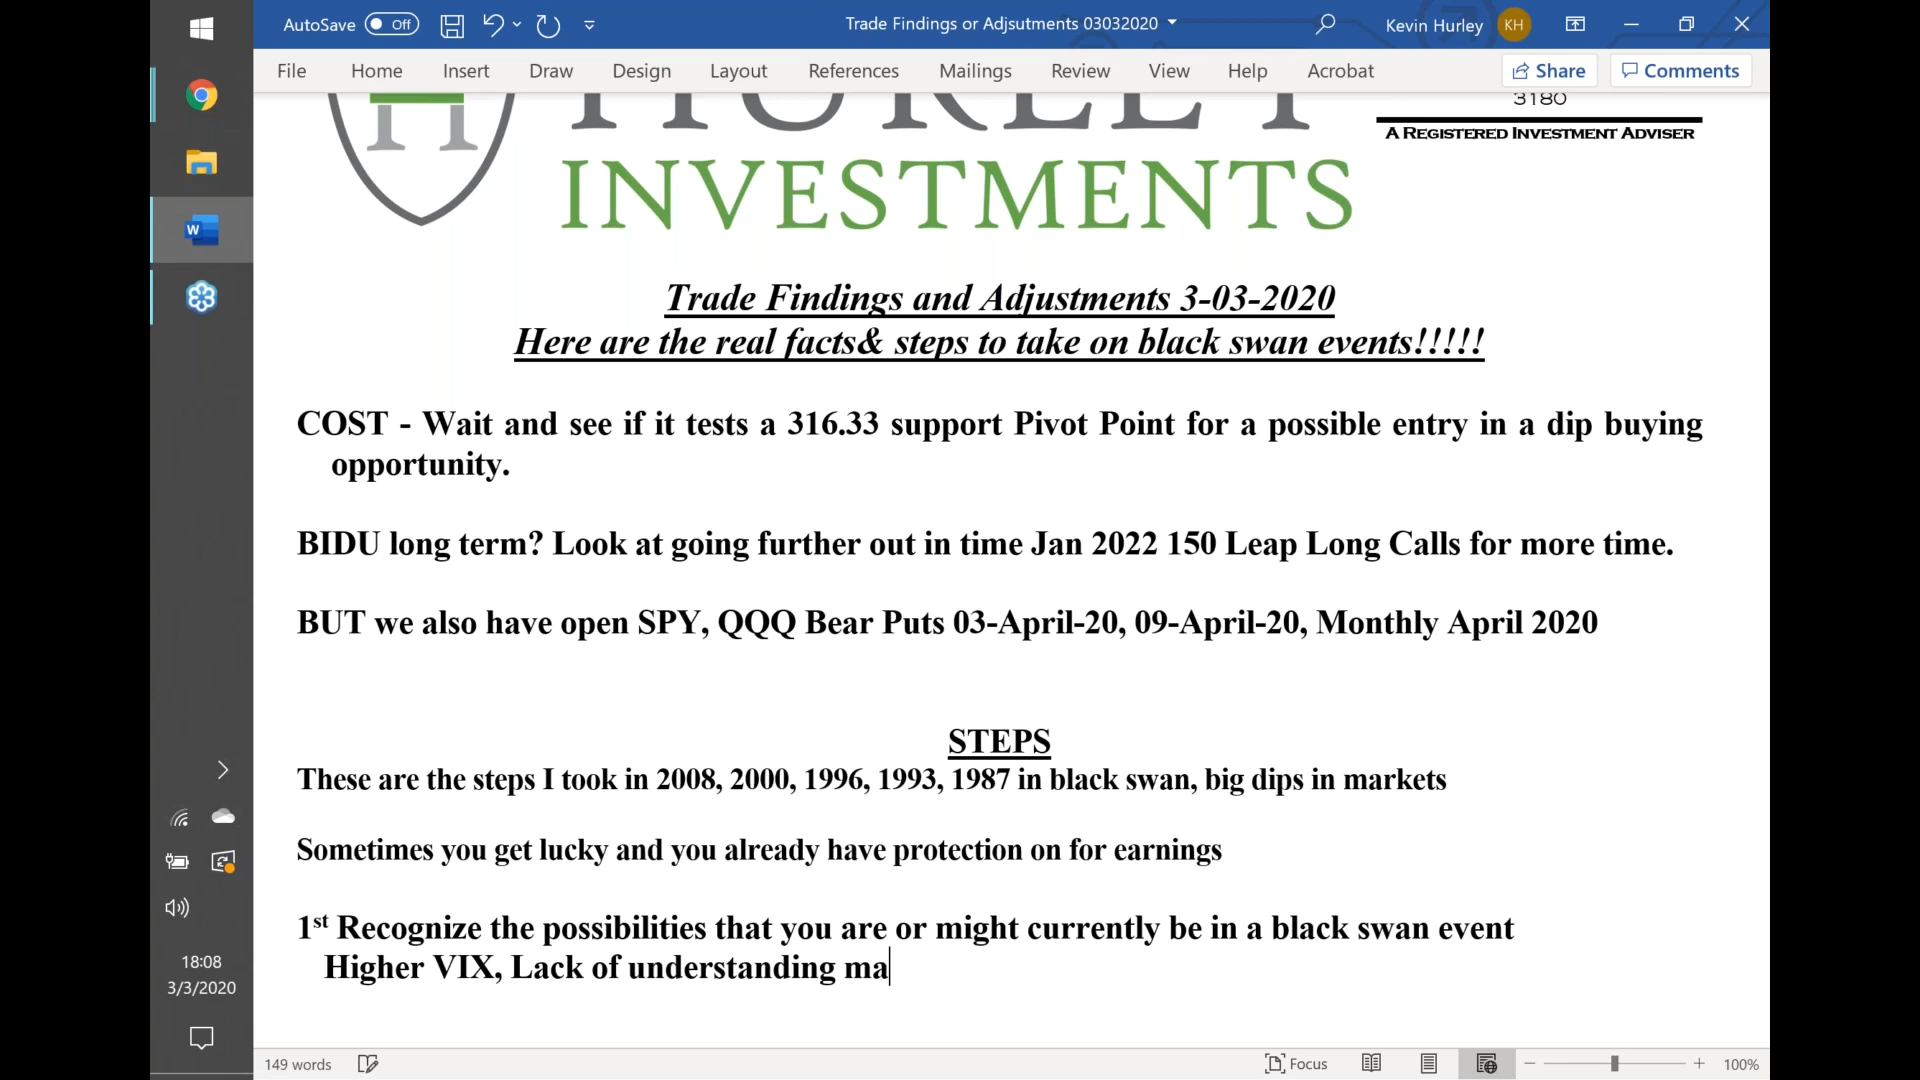 AutoSave Off
Trade Findings or Adjsutments 03032020
Kevin Hurley KH
File Home Insert Draw Design Layout References Mailings Review View Help Acrobat Share Comments
HURLEY
3180
A REGISTERED INVESTMENT ADVISER
H
INVESTMENTS
Trade Findings and Adjustments 3-03-2020
Here are the real facts& steps to take on black swan events!!!!!
COST - Wait and see if it tests a 316.33 support Pivot Point for a possible entry in a dip buying
opportunity.
BIDU long term? Look at going further out in time Jan 2022 150 Leap Long Calls for more time.
BUT we also have open SPY, QQQ Bear Puts 03-April-20, 09-April-20, Monthly April 2020
STEPS
These are the steps I took in 2008, 2000, 1996, 1993, 1987 in black swan, big dips in markets
Sometimes you get lucky and you already have protection on for earnings
1st Recognize the possibilities that you are or might currently be in a black swan event
Higher VIX, Lack of understanding ma
18:08
3/3/2020
149 words
Focus
100%